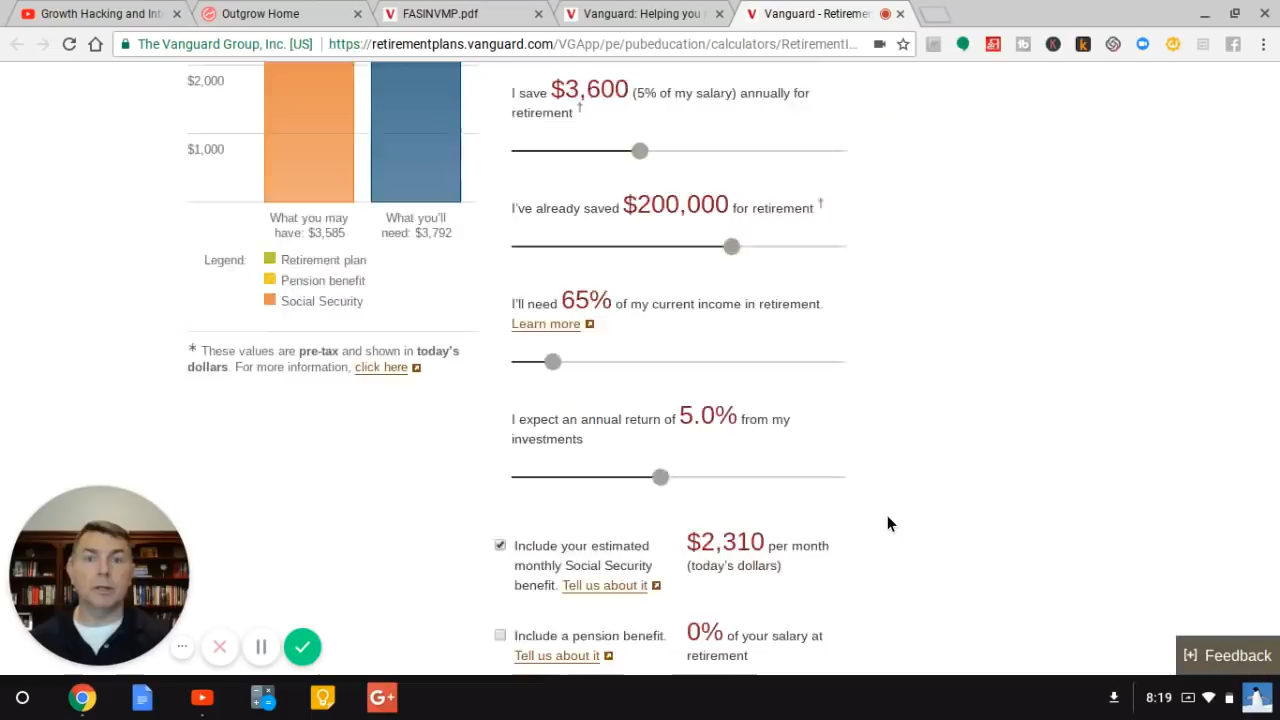 Growth Hacking and Int
Outgrow Home
FASINVMP.pdf
Vanguard: Helping you
Vanguard - Retireme
The Vanguard Group, Inc. [US]
https://retirementplans.vanguard.com/VGApp/pe/pubeducation/calculators/RetirementI...
$2,000
$1,000
What you may
have: $3,585
What you'll
need: $3,792
Legend:
Retirement plan
Pension benefit
Social Security
* These values are pre-tax and shown in today's
dollars. For more information, click here
I save $3,600 (5% of my salary) annually for
retirement †
I've already saved $200,000 for retirement †
I'll need 65% of my current income in retirement.
Learn more
I expect an annual return of 5.0% from my
investments
Include your estimated
monthly Social Security
benefit. Tell us about it
$2,310 per month
(today's dollars)
Include a pension benefit.
Tell us about it
0% of your salary at
retirement
[+] Feedback
G+
8:19